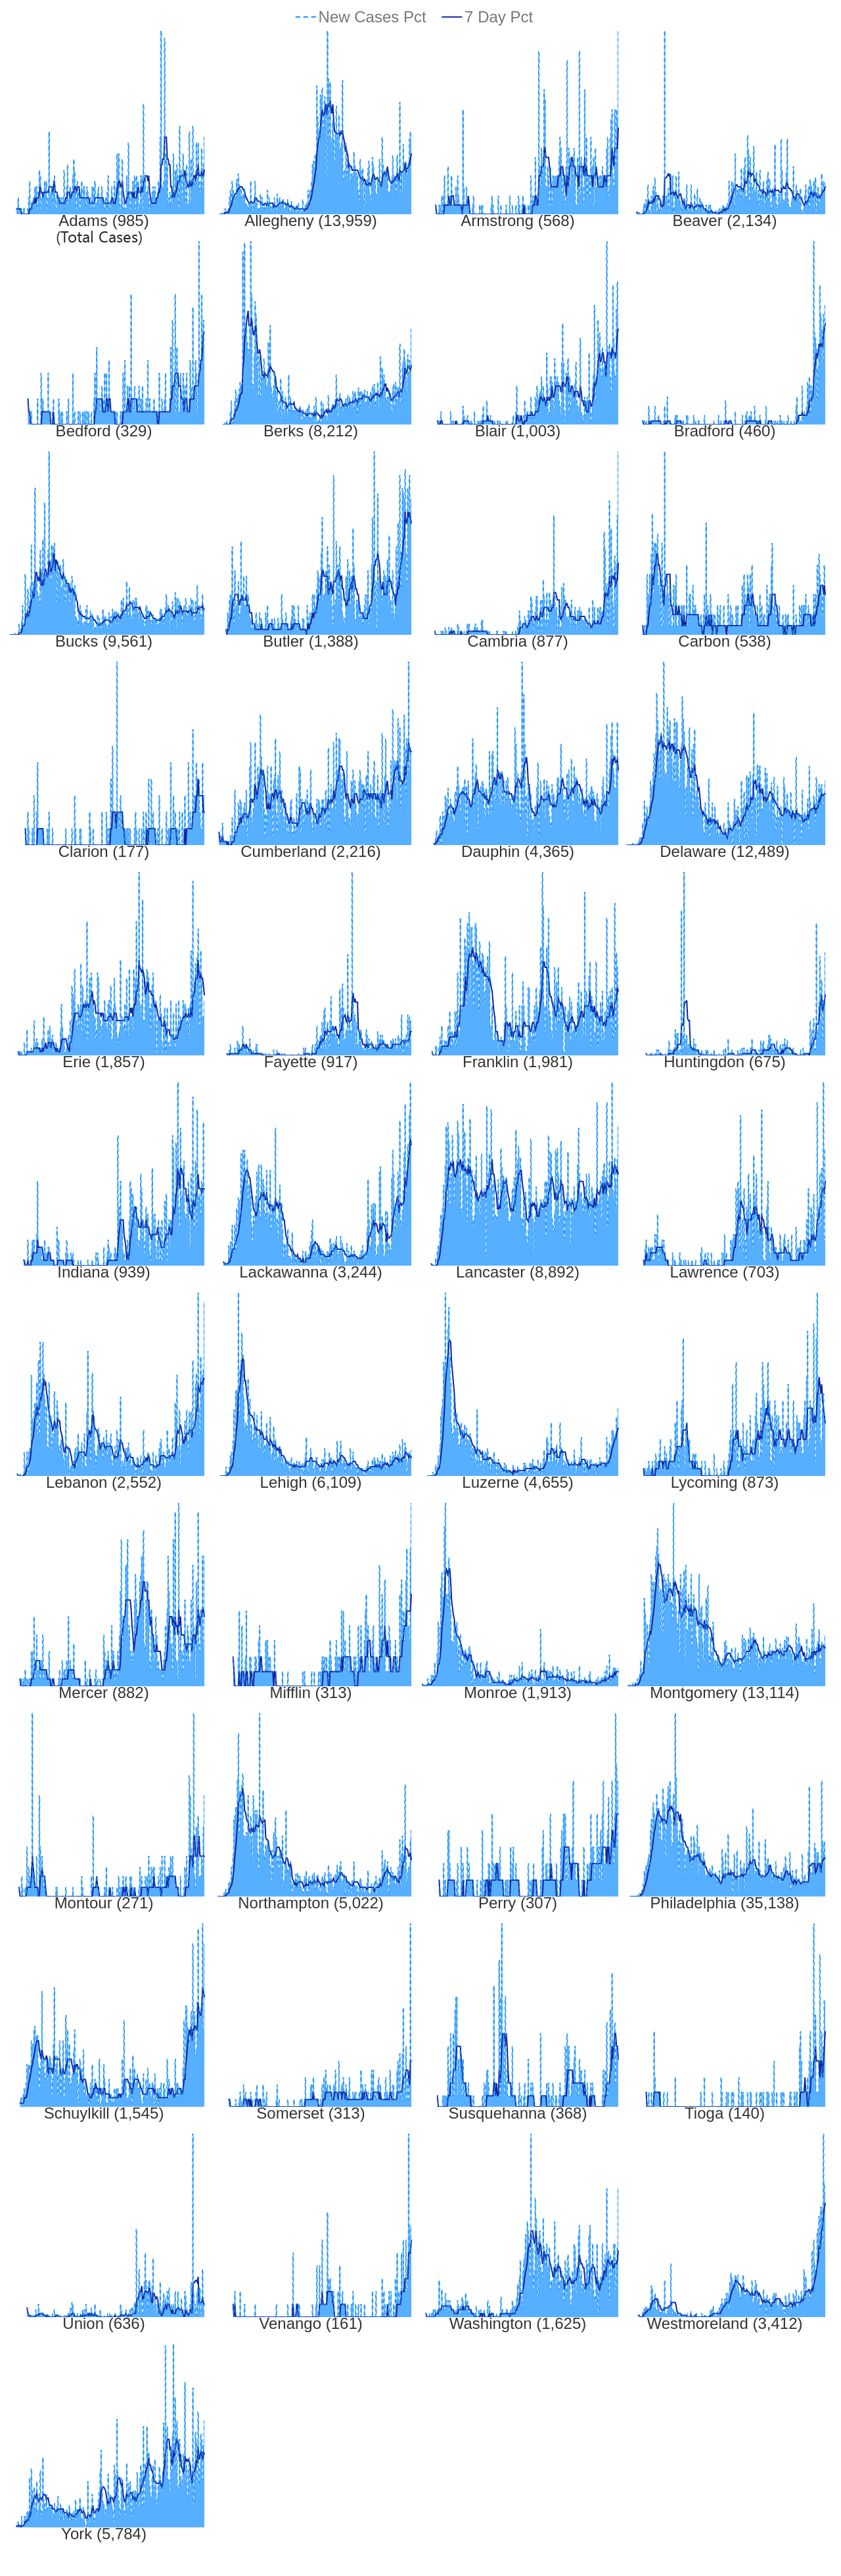 New Cases Pct 7 Day Pct
Adams (985) Allegheny (13,959) Armstrong (568) Beaver (2,134)
(Total Cases)
Bedford (329) Berks (8,212) Blair (1,003) Bradford (460)
Bucks (9,561) Butler (1,388) Cambria (877) Carbon (538)
Clarion (177) Cumberland (2,216) Dauphin (4,365) Delaware (12,489)
Erie (1,857) Fayette (917) Franklin (1,981) Huntingdon (675)
Indiana (939) Lackawanna (3,244) Lancaster (8,892) Lawrence (703)
Lebanon (2,552) Lehigh (6,109) Luzerne (4,655) Lycoming (873)
Mercer (882) Mifflin (313) Monroe (1,913) Montgomery (13,114)
Montour (271) Northampton (5,022) Perry (307) Philadelphia (35,138)
Schuylkill (1,545) Somerset (313) Susquehanna (368) Tioga (140)
Union (636) Venango (161) Washington (1,625) Westmoreland (3,412)
York (5,784)